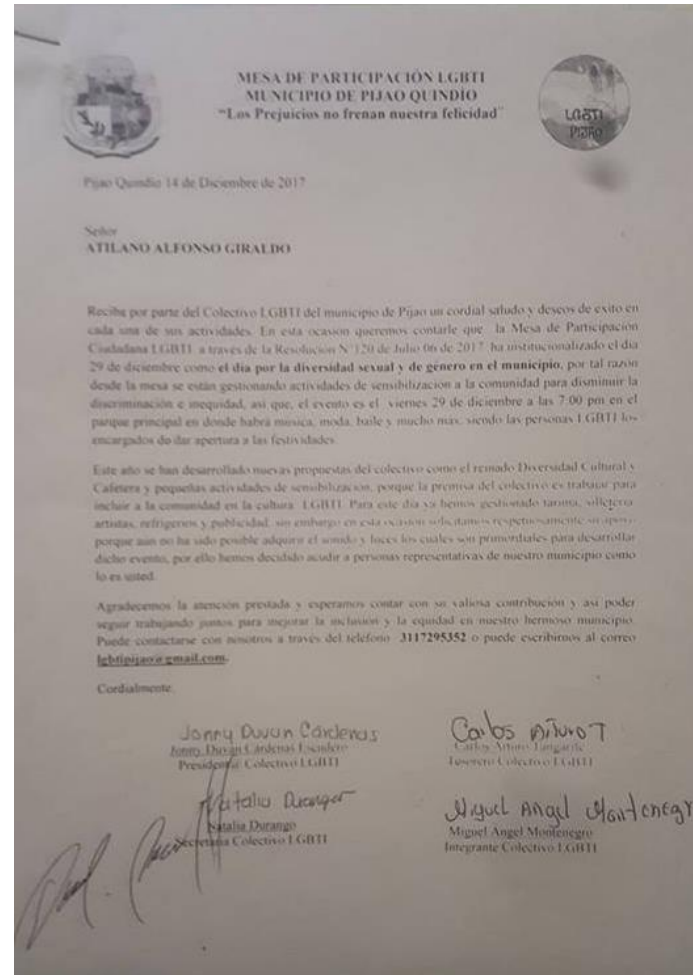 MESA DE PARTICIPACIÓN LGBTI
MUNICIPIO DE PIJAO QUINDÍO
“Los Prejuicios no frenan nuestra felicidad¨
LGBTI
PIJAO
Pijao Quindío 14 de Diciembre de 2017
Señor
ATILANO ALFONSO GIRALDO
Reciba por parte del Colectivo LGBTI del municipio de Pijao un cordial saludo y deseos de éxito en
cada una de sus actividades. En esta ocasión queremos contarle que la Mesa de Participación
Ciudadana LGBTI a través de la Resolución N°120 de Julio 06 de 2017 ha institucionalizado el día
29 de diciembre como el día por la diversidad sexual y de género en el municipio, por tal razón
desde la mesa se están gestionando actividades de sensibilización a la comunidad para disminuir la
discriminación e inequidad, así que, el evento es el viernes 29 de diciembre a las 7:00 pm en el
parque principal en donde habrá música, moda, baile y mucho más, siendo las personas LGBTI los
encargados de dar apertura a las festividades.
Este año se han desarrollado nuevas propuestas del colectivo como el reinado Diversidad Cultural y
Cafetera y pequeñas actividades de sensibilización, porque la premisa del colectivo es trabajar para
incluir a la comunidad en la cultura LGBTI. Para este día ya hemos gestionado tarima, silletería
artistas, refrigerios y publicidad, sin embargo en esta ocasión solicitamos respetuosamente su apoyo
porque aún no ha sido posible adquirir el sonido y luces los cuáles son primordiales para desarrollar
dicho evento, por ello hemos decidido acudir a personas representativas de nuestro municipio como
lo es usted.
Agradecemos la atención prestada y esperamos contar con su valiosa contribución y así poder
seguir trabajando juntos para mejorar la inclusión y la equidad en nuestro hermoso municipio.
Puede contactarse con nosotros a través del teléfono 3117295352 o puede escribirnos al correo
lgbtipijao@gmail.com.
Cordialmente,
Jonny Duvan Cárdenas
Jonny Duván Cárdenas Escudero
Presidente Colectivo LGBTI
Carlos Arturo T
Carlos Arturo
Tesorero Colectivo LGBTI
Natalia Durango
Natalia Durango
Secretaria Colectivo LGBTI
Miguel Angel Montenegr
Miguel Angel Montenegro
Integrante Colectivo LGBTI